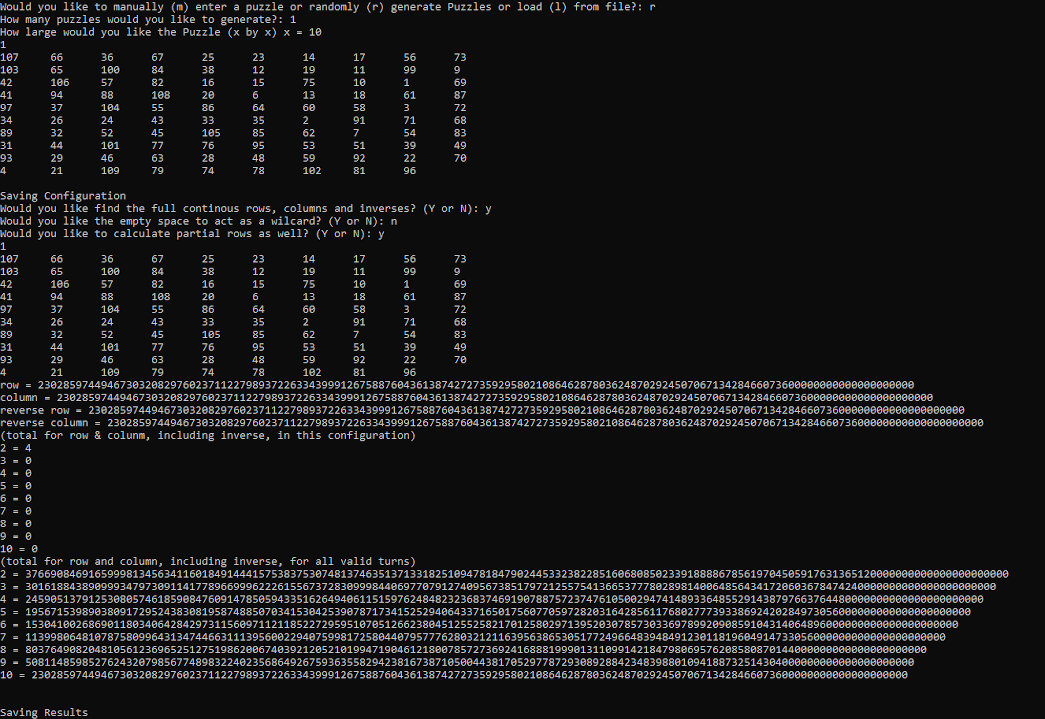 Would you like to manually (m) enter a puzzle or randomly (r) generate Puzzles or load (l) from file?: r
How many puzzles would you like to generate?: 1
How large would you like the Puzzle (x by x) x = 10
1
107 66 36 67 25 23 14 17 56 73
103 65 100 84 38 12 19 11 99 9
42 106 57 82 16 15 75 10 1 69
41 94 88 108 20 6 13 18 61 87
97 37 104 55 86 64 60 58 3 72
34 26 24 43 33 35 2 91 71 68
89 32 52 45 105 85 62 7 54 83
31 44 101 77 76 95 53 51 39 49
93 29 46 63 28 48 59 92 22 70
4 21 109 79 74 78 102 81 96
Saving Configuration
Would you like find the full continous rows, columns and inverses? (Y or N): y
Would you like the empty space to act as a wilcard? (Y or N): n
Would you like to calculate partial rows as well? (Y or N): y
1
107 66 36 67 25 23 14 17 56 73
103 65 100 84 38 12 19 11 99 9
42 106 57 82 16 15 75 10 1 69
41 94 88 108 20 6 13 18 61 87
97 37 104 55 86 64 60 58 3 72
34 26 24 43 33 35 2 91 71 68
89 32 52 45 105 85 62 7 54 83
31 44 101 77 76 95 53 51 39 49
93 29 46 63 28 48 59 92 22 70
4 21 109 79 74 78 102 81 96
row =
column =
reverse row =
reverse column =
(total for row & colunm, including inverse, in this configuration)
2 = 4
3 = 0
4 = 0
5 = 0
6 = 0
7 = 0
8 = 0
9 = 0
10 = 0
(total for row and column, including inverse, for all valid turns)
2 =
3 =
4 =
5 =
6 =
7 =
8 =
9 =
10 =
Saving Results